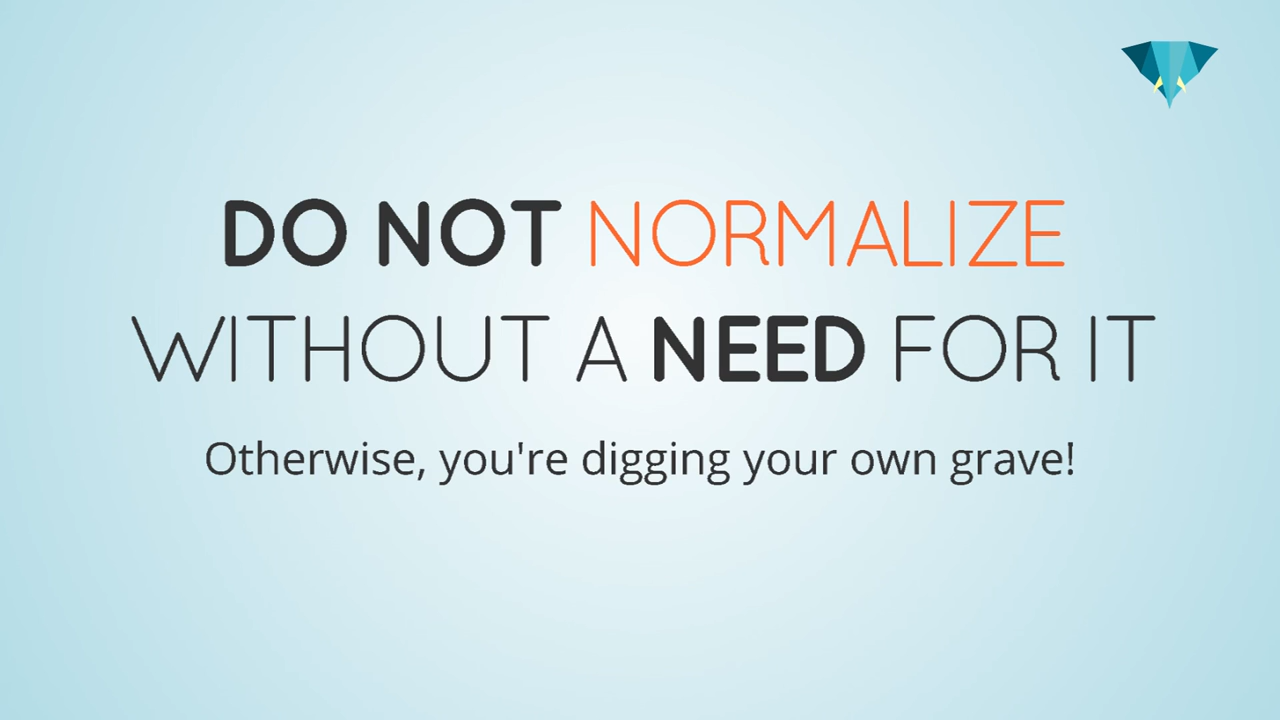 DO NOT NORMALIZE
WITHOUT A NEED FOR IT
Otherwise, you're digging your own grave!